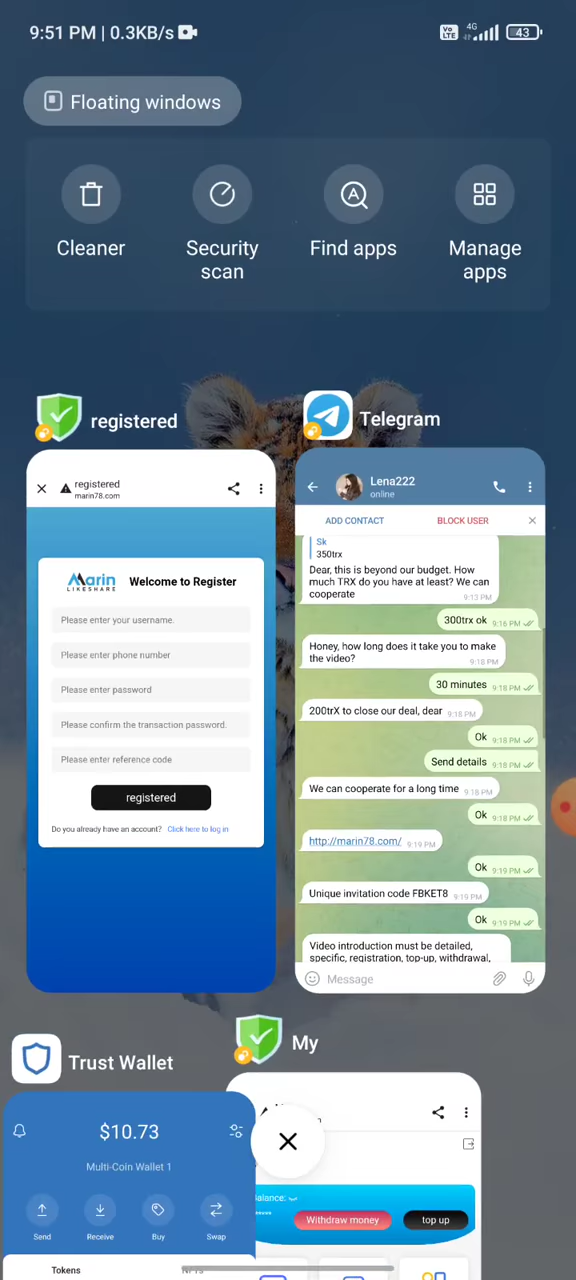 9:51 PM | 0.3KB/s
Vo LTE 4G 43
Floating windows
Cleaner
Security scan
Find apps
Manage apps
registered
registered
marin78.com
Marin
LIKESHARE
Welcome to Register
Please enter your username.
Please enter phone number
Please enter password
Please confirm the transaction password.
Please enter reference code
registered
Do you already have an account? Click here to log in
Telegram
Lena222
online
ADD CONTACT
BLOCK USER
Sk
350trx
Dear, this is beyond our budget. How
much TRX do you have at least? We can
cooperate
9:13 PM
300trx ok 9:16 PM
Honey, how long does it take you to make
the video?
9:18 PM
30 minutes 9:18 PM
200trX to close our deal, dear 9:18 PM
Ok 9:18 PM
Send details 9:18 PM
We can cooperate for a long time 9:18 PM
Ok 9:18 PM
http://marin78.com/ 9:19 PM
Ok 9:19 PM
Unique invitation code FBKET8 9:19 PM
Ok 9:19 PM
Video introduction must be detailed,
specific, registration, top-up, withdrawal,
Message
Trust Wallet
$10.73
Multi-Coin Wallet 1
Send
Receive
Buy
Swap
Tokens
My
alance:
Withdraw money
top up